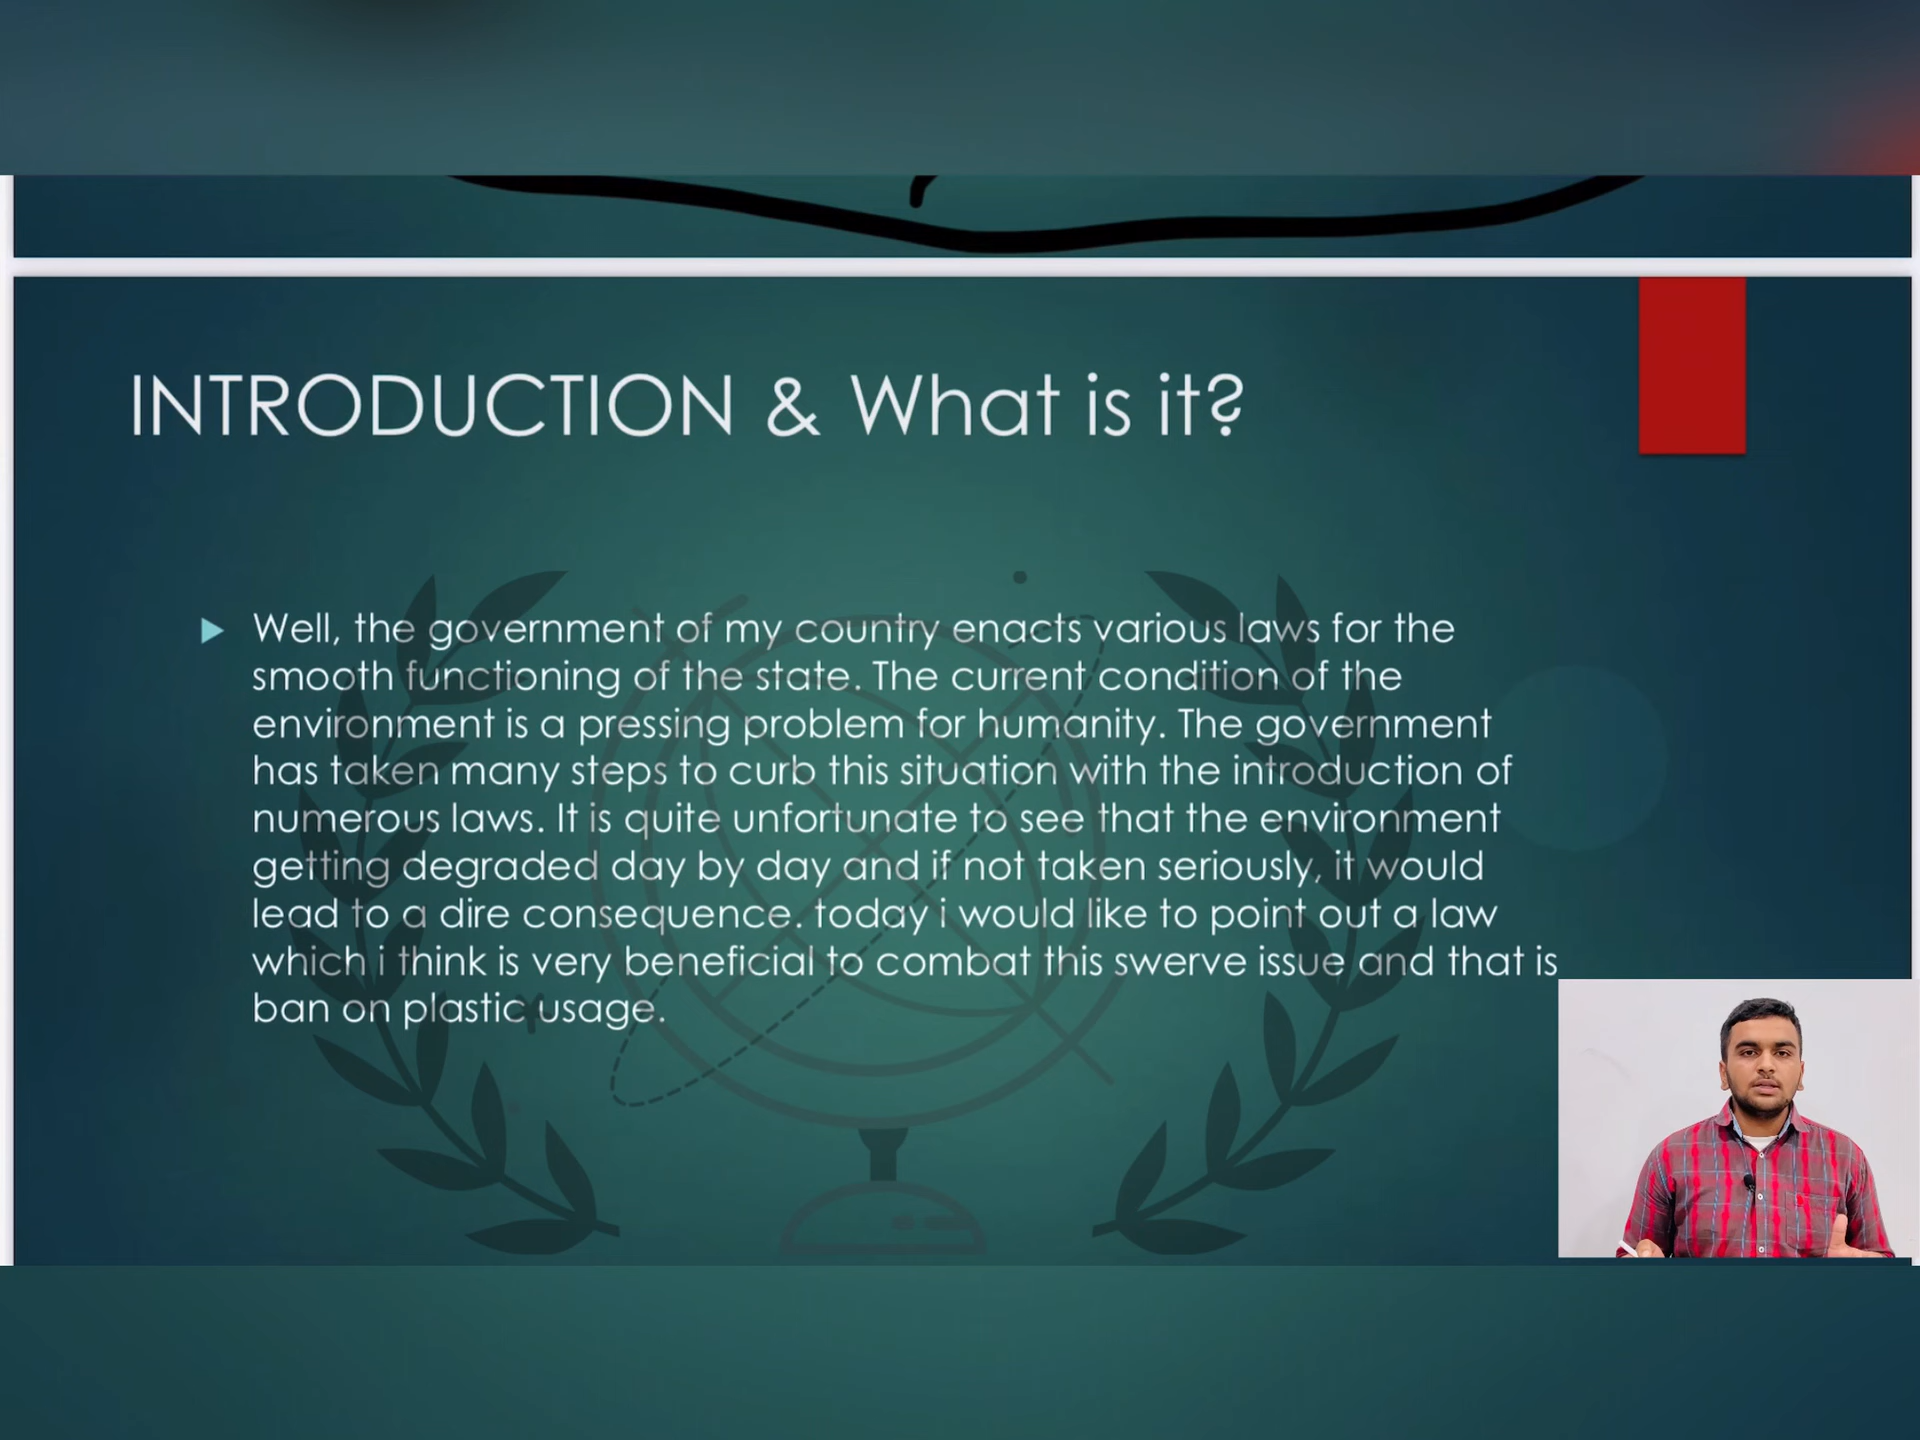 INTRODUCTION & What is it?
Well, the government of my country enacts various laws for the
smooth functioning of the state. The current condition of the
environment is a pressing problem for humanity. The government
has taken many steps to curb this situation with the introduction of
numerous laws. It is quite unfortunate to see that the environment
getting degraded day by day and if not taken seriously, it would
lead to a dire consequence. today i would like to point out a law
which i think is very beneficial to combat this swerve issue and that is
ban on plastic usage.